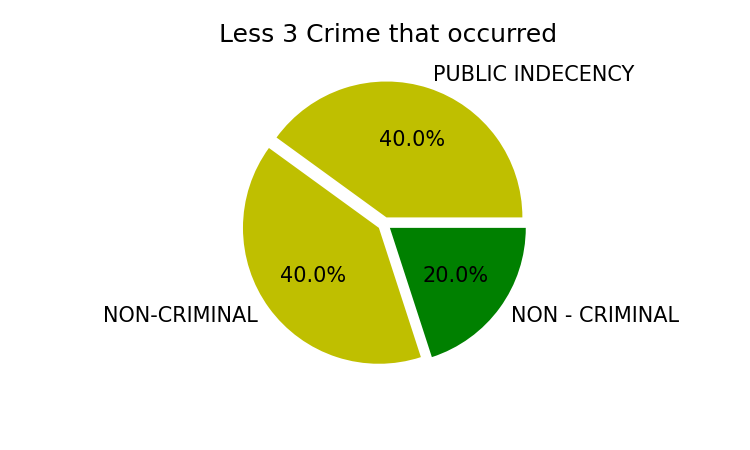 Less 3 Crime that occurred
PUBLIC INDECENCY
40.0%
40.0%
20.0%
NON-CRIMINAL
NON - CRIMINAL